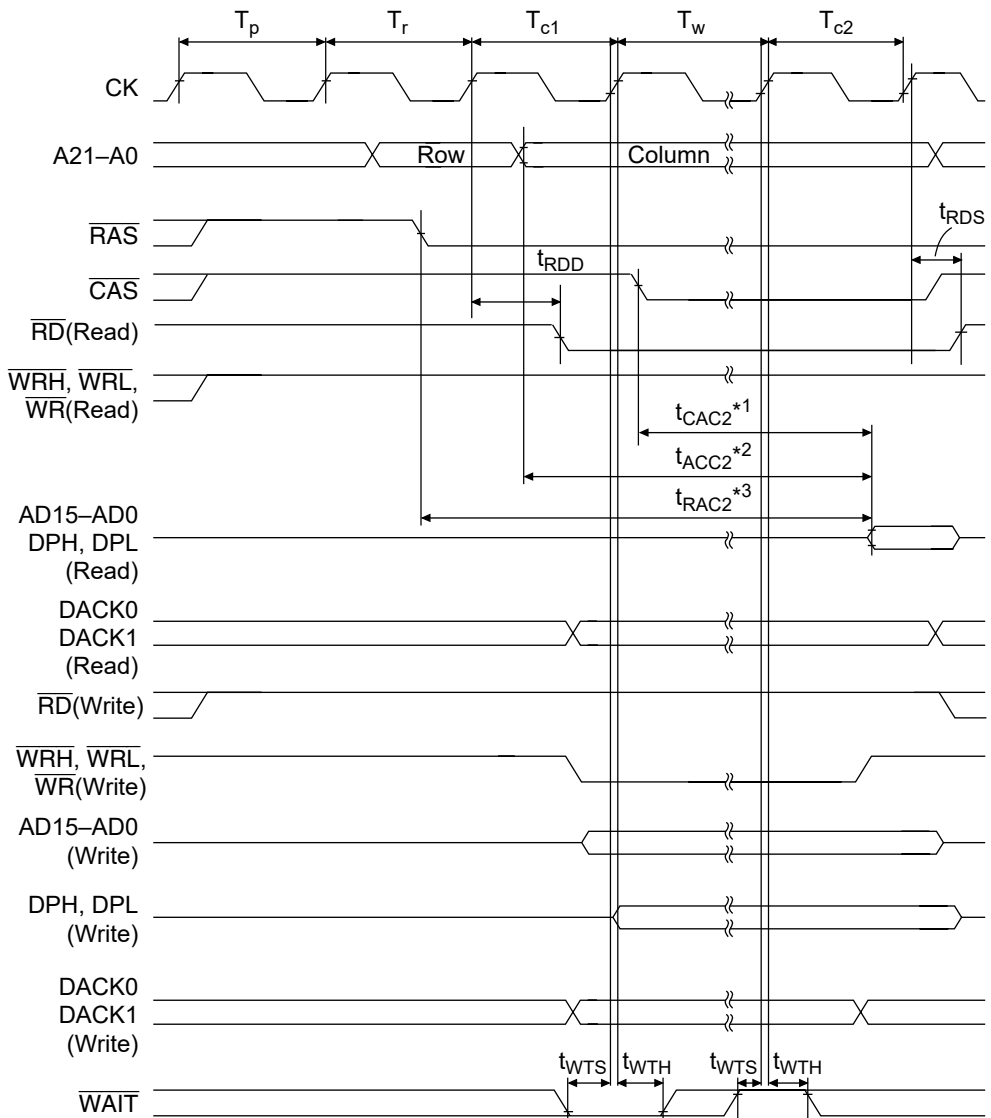 Tp Tr Tc1 Tw Tc2
CK
A21–A0 Row Column
RAS
tRDS
tRDD
CAS
RD(Read)
WRH, WRL,
WR(Read)
tCAC2*1
tACC2*2
tRAC2*3
AD15–AD0
DPH, DPL
(Read)
DACK0
DACK1
(Read)
RD(Write)
WRH, WRL,
WR(Write)
AD15–AD0
(Write)
DPH, DPL
(Write)
DACK0
DACK1
(Write)
tWTS tWTH tWTS tWTH
WAIT